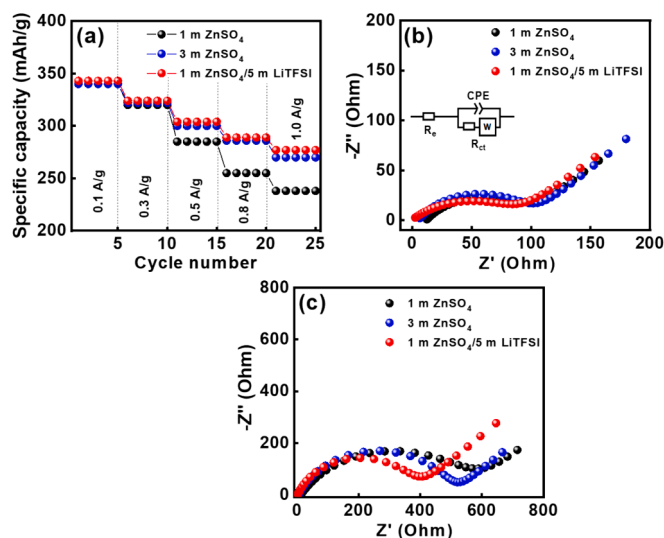 (a)
1 m ZnSO₄
3 m ZnSO₄
1 m ZnSO₄/5 m LiTFSI
Specific capacity (mAh/g)
400
350
300
250
200
0.1 A/g
0.3 A/g
0.5 A/g
0.8 A/g
1.0 A/g
5 10 15 20 25
Cycle number
(b)
1 m ZnSO₄
3 m ZnSO₄
1 m ZnSO₄/5 m LiTFSI
-Z'' (Ohm)
200
150
100
50
0
CPE
Rₑ
W
R꜀ₜ
0 50 100 150 200
Z' (Ohm)
(c)
1 m ZnSO₄
3 m ZnSO₄
1 m ZnSO₄/5 m LiTFSI
-Z'' (Ohm)
800
600
400
200
0
0 200 400 600 800
Z' (Ohm)